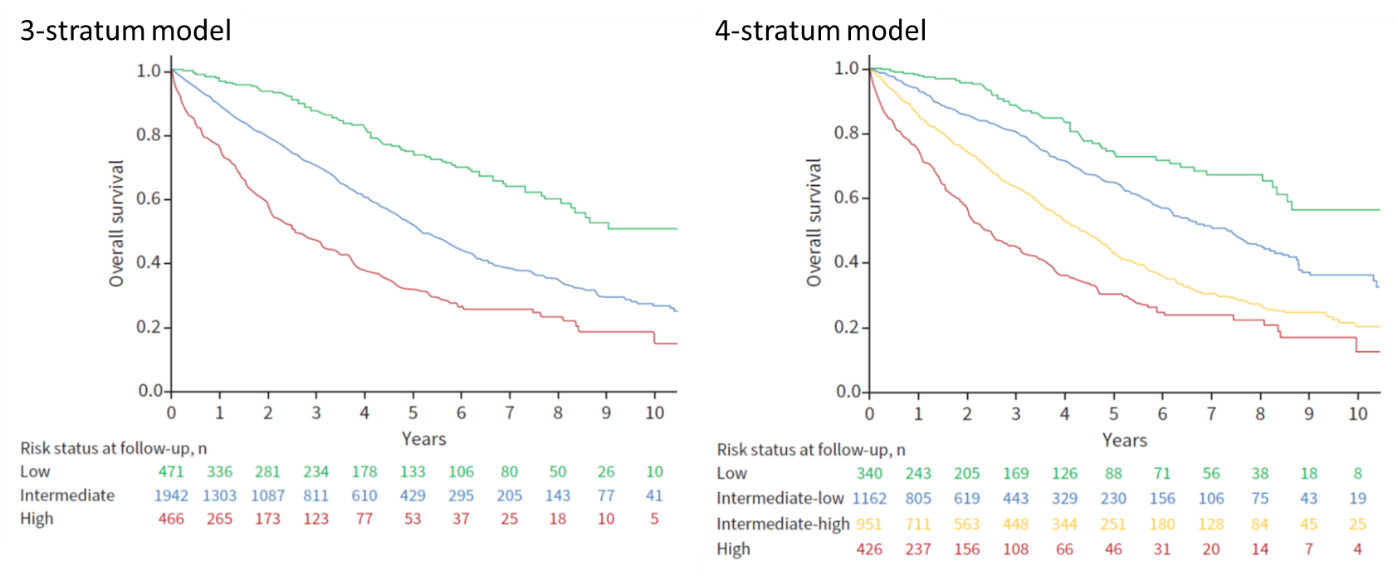 3-stratum model
1.0
0.8
0.6
0.4
0.2
0.0
Overall survival
0 1 2 3 4 5 6 7 8 9 10
Years
Risk status at follow-up, n
Low 471 336 281 234 178 133 106 80 50 26 10
Intermediate 1942 1303 1087 811 610 429 295 205 143 77 41
High 466 265 173 123 77 53 37 25 18 10 5
4-stratum model
1.0
0.8
0.6
0.4
0.2
0.0
Overall survival
0 1 2 3 4 5 6 7 8 9 10
Years
Risk status at follow-up, n
Low 340 243 205 169 126 88 71 56 38 18 8
Intermediate-low 1162 805 619 443 329 230 156 106 75 43 19
Intermediate-high 951 711 563 448 344 251 180 128 84 45 25
High 426 237 156 108 66 46 31 20 14 7 4